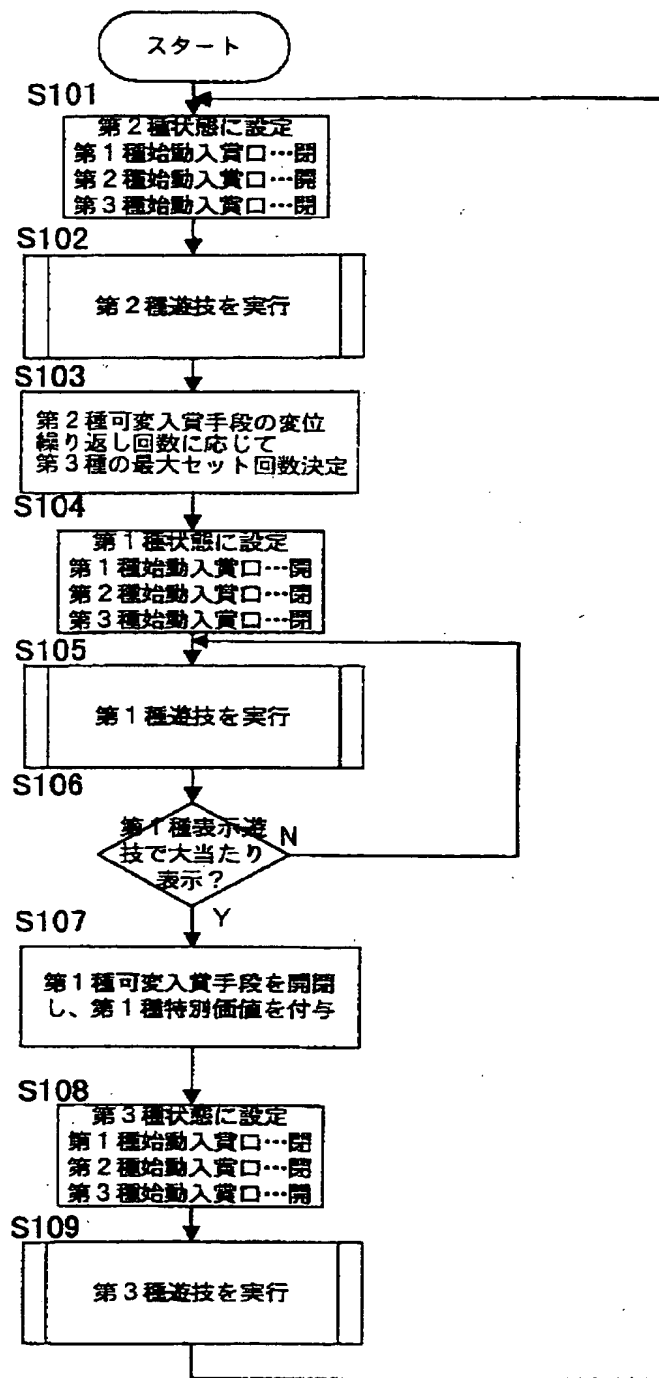 スタート
S101
第2種状態に設定
第1種始動入賞口…閉
第2種始動入賞口…開
第3種始動入賞口…閉
S102
第2種遊技を実行
S103
第2種可変入賞手段の変位
繰り返し回数に応じて
第3種の最大セット回数決定
S104
第1種状態に設定
第1種始動入賞口…開
第2種始動入賞口…閉
第3種始動入賞口…閉
S105
第1種遊技を実行
S106
第1種表示遊
技で大当たり
表示?
N
Y
S107
第1種可変入賞手段を開閉
し、第1種特別価値を付与
S108
第3種状態に設定
第1種始動入賞口…閉
第2種始動入賞口…閉
第3種始動入賞口…開
S109
第3種遊技を実行